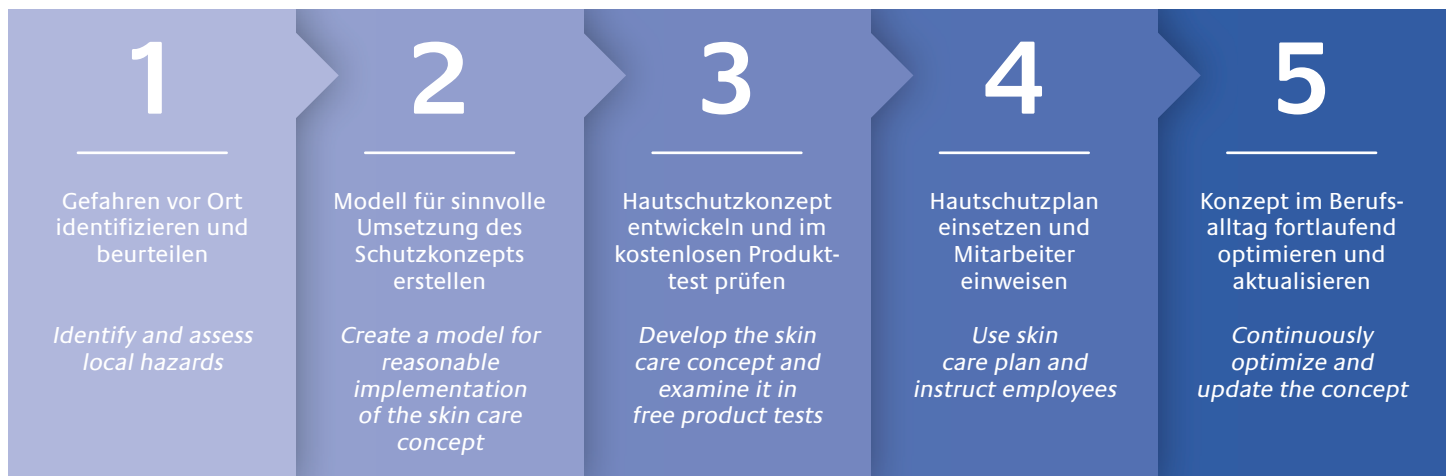 1
Gefahren vor Ort
identifizieren und
beurteilen
Identify and assess
local hazards
2
Modell für sinnvolle
Umsetzung des
Schutzkonzepts
erstellen
Create a model for
reasonable
implementation
of the skin care
concept
3
Hautschutzkonzept
entwickeln und im
kostenlosen Produkt-
test prüfen
Develop the skin
care concept and
examine it in
free product tests
4
Hautschutzplan
einsetzen und
Mitarbeiter
einweisen
Use skin
care plan and
instruct employees
5
Konzept im Berufs-
alltag fortlaufend
optimieren und
aktualisieren
Continuously
optimize and
update the concept